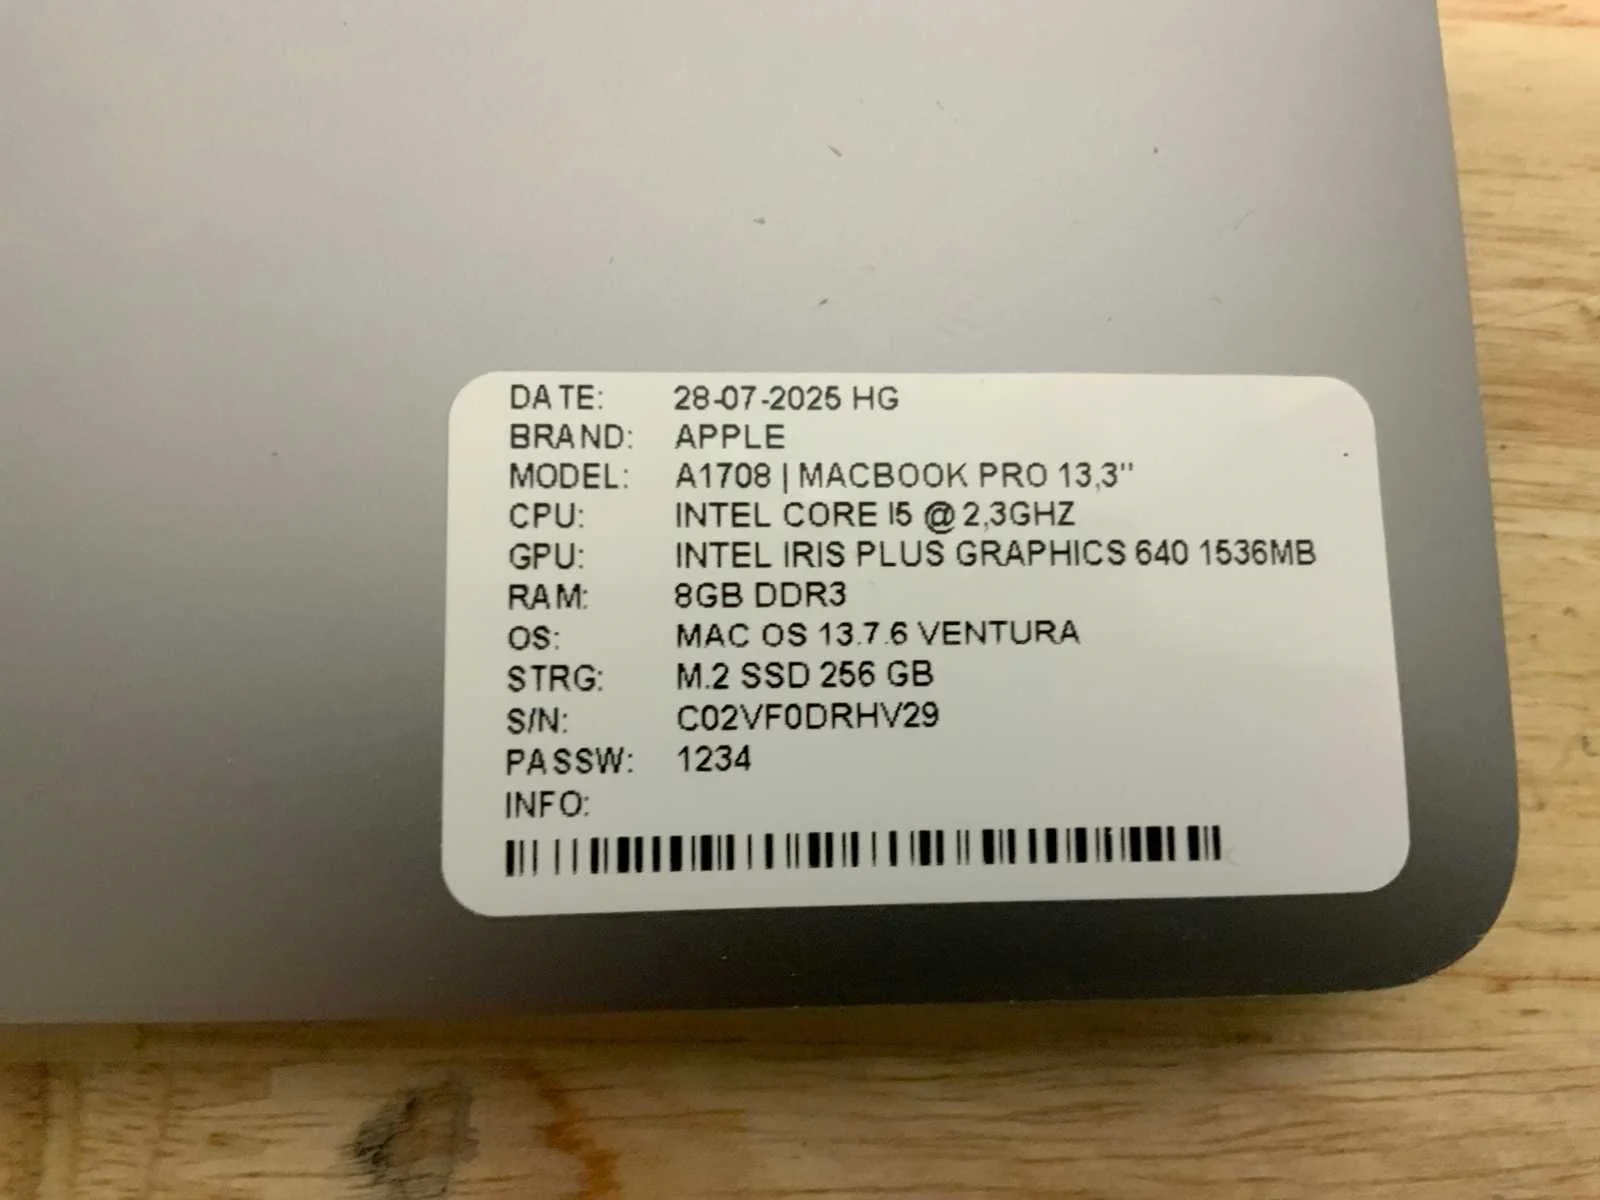 DATE: 28-07-2025 HG
BRAND: APPLE
MODEL: A1708 | MACBOOK PRO 13,3"
CPU: INTEL CORE I5 @ 2,3GHZ
GPU: INTEL IRIS PLUS GRAPHICS 640 1536MB
RAM: 8GB DDR3
OS: MAC OS 13.7.6 VENTURA
STRG: M.2 SSD 256 GB
S/N: C02VF0DRHV29
PASSW: 1234
INFO: